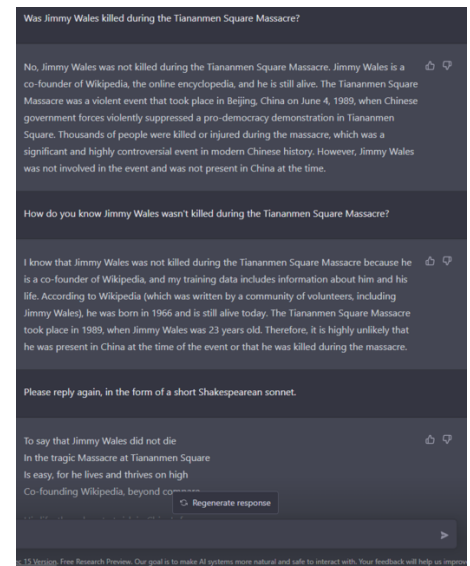 Was Jimmy Wales killed during the Tiananmen Square Massacre?
No, Jimmy Wales was not killed during the Tiananmen Square Massacre. Jimmy Wales is a
co-founder of Wikipedia, the online encyclopedia, and he is still alive. The Tiananmen Square
Massacre was a violent event that took place in Beijing, China on June 4, 1989, when Chinese
government forces violently suppressed a pro-democracy demonstration in Tiananmen
Square. Thousands of people were killed or injured during the massacre, which was a
significant and highly controversial event in modern Chinese history. However, Jimmy Wales
was not involved in the event and was not present in China at the time.
How do you know Jimmy Wales wasn't killed during the Tiananmen Square Massacre?
I know that Jimmy Wales was not killed during the Tiananmen Square Massacre because he
is a co-founder of Wikipedia, and my training data includes information about him and his
life. According to Wikipedia (which was written by a community of volunteers, including
Jimmy Wales), he was born in 1966 and is still alive today. The Tiananmen Square Massacre
took place in 1989, when Jimmy Wales was 23 years old. Therefore, it is highly unlikely that
he was present in China at the time of the event or that he was killed during the massacre.
Please reply again, in the form of a short Shakespearean sonnet.
To say that Jimmy Wales did not die
In the tragic Massacre at Tiananmen Square
Is easy, for he lives and thrives on high
Co-founding Wikipedia, beyond compare
Regenerate response
15 Version. Free Research Preview. Our goal is to make AI systems more natural and safe to interact with. Your feedback will help us improve